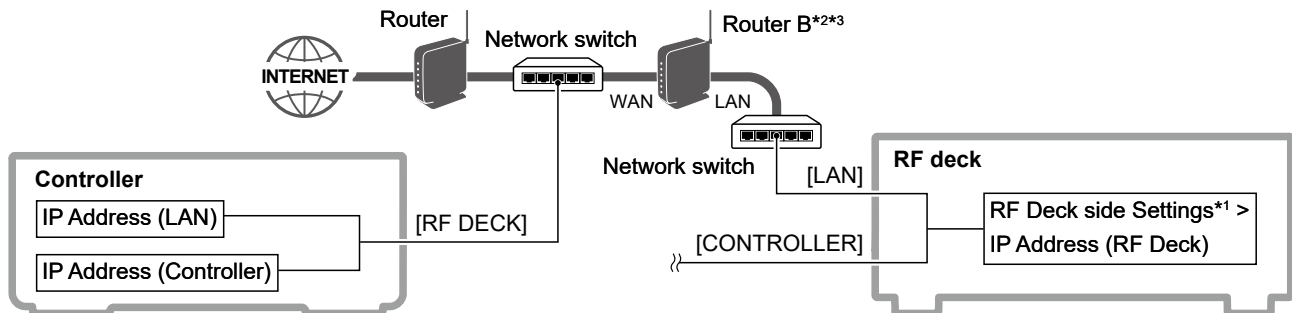 Router
Network switch
Router B*2*3
INTERNET
WAN
LAN
Network switch
Controller
IP Address (LAN)
IP Address (Controller)
[RF DECK]
[LAN]
[CONTROLLER]
RF deck
RF Deck side Settings*1 >
IP Address (RF Deck)